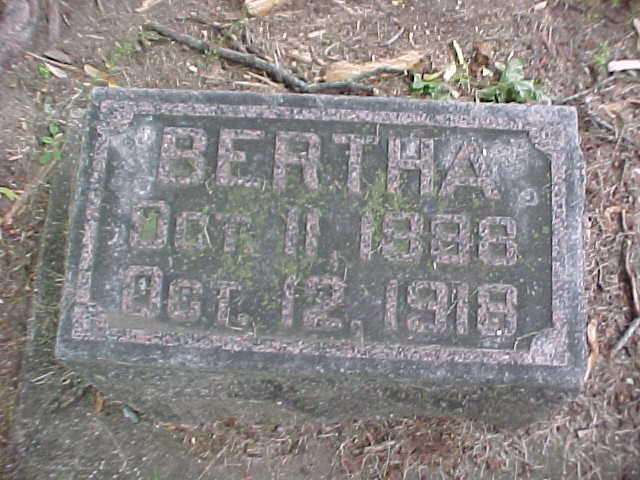 BERTHA
OCT. 11, 1898
OCT. 12, 1918